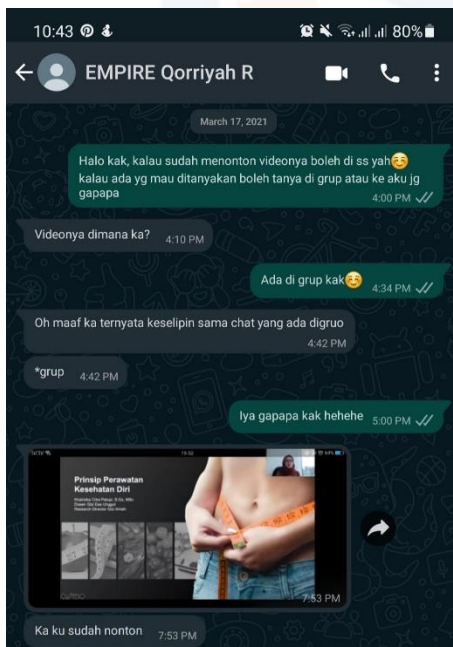 10:43
80%
EMPIRE Qorriyah R
March 17, 2021
Halo kak, kalau sudah menonton videonya boleh di ss yah
kalau ada yg mau ditanyakan boleh tanya di grup atau ke aku jg
gapapa
4:00 PM
Videonya dimana ka?
4:10 PM
Ada di grup kak
4:34 PM
Oh maaf ka ternyata keselipin sama chat yang ada digruo
4:42 PM
*grup
4:42 PM
Iya gapapa kak hehehe
5:00 PM
19:52
Prinsip Perawatan
Kesehatan Diri
7:53 PM
Ka ku sudah nonton
7:53 PM